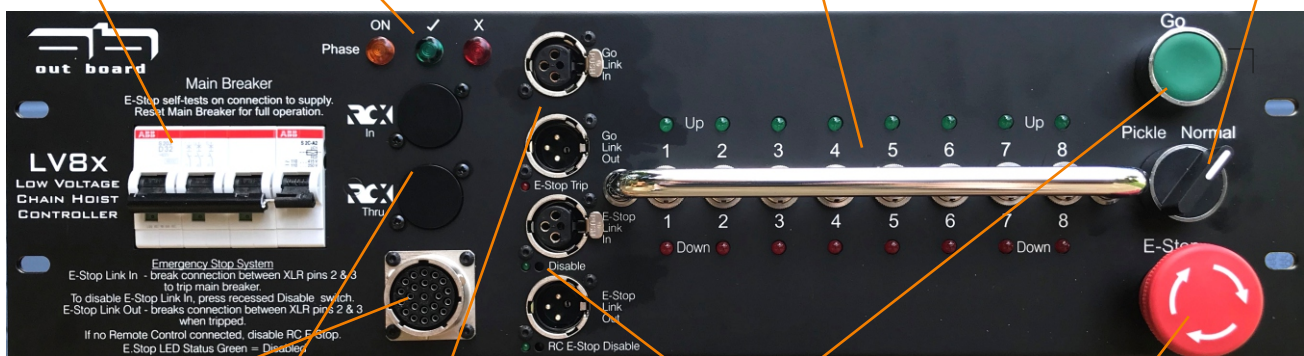 out board
Main Breaker
E-Stop self-tests on connection to supply.
Reset Main Breaker for full operation.
ABB
ABB
S 2C-A2
LV8x
Low Voltage
Chain Hoist
Controller
Emergency Stop System
E-Stop Link In - break connection between XLR pins 2 & 3
to trip main breaker.
To disable E-Stop Link In, press recessed Disable switch.
E-Stop Link Out - breaks connection between XLR pins 2 & 3
when tripped.
If no Remote Control connected, disable RC E-Stop.
E.Stop LED Status Green = Disabled
ON ✓ X
Phase
RCX
In
RCX
Thru
Go
Link
In
Go
Link
Out
E-Stop Trip
E-Stop
Link
In
Disable
E-Stop
Link
Out
RC E-Stop Disable
Up Up
1 2 3 4 5 6 7 8
1 2 3 4 5 6 7 8
Down Down
Go
Pickle Normal
E-Stop